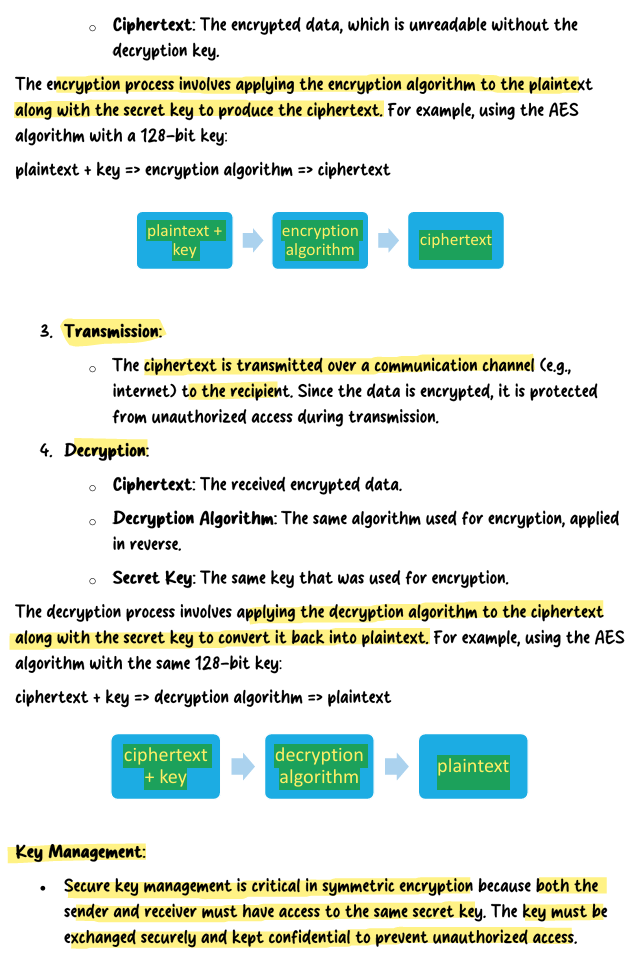 ○ Ciphertext: The encrypted data, which is unreadable without the
decryption key.
The encryption process involves applying the encryption algorithm to the plaintext
along with the secret key to produce the ciphertext. For example, using the AES
algorithm with a 128-bit key:
plaintext + key => encryption algorithm => ciphertext
plaintext +
key
encryption
algorithm
ciphertext
3. Transmission:
○ The ciphertext is transmitted over a communication channel (e.g.,
internet) to the recipient. Since the data is encrypted, it is protected
from unauthorized access during transmission.
4. Decryption:
○ Ciphertext: The received encrypted data.
○ Decryption Algorithm: The same algorithm used for encryption, applied
in reverse.
○ Secret Key: The same key that was used for encryption.
The decryption process involves applying the decryption algorithm to the ciphertext
along with the secret key to convert it back into plaintext. For example, using the AES
algorithm with the same 128-bit key:
ciphertext + key => decryption algorithm => plaintext
ciphertext
+ key
decryption
algorithm
plaintext
Key Management:
• Secure key management is critical in symmetric encryption because both the
sender and receiver must have access to the same secret key. The key must be
exchanged securely and kept confidential to prevent unauthorized access.